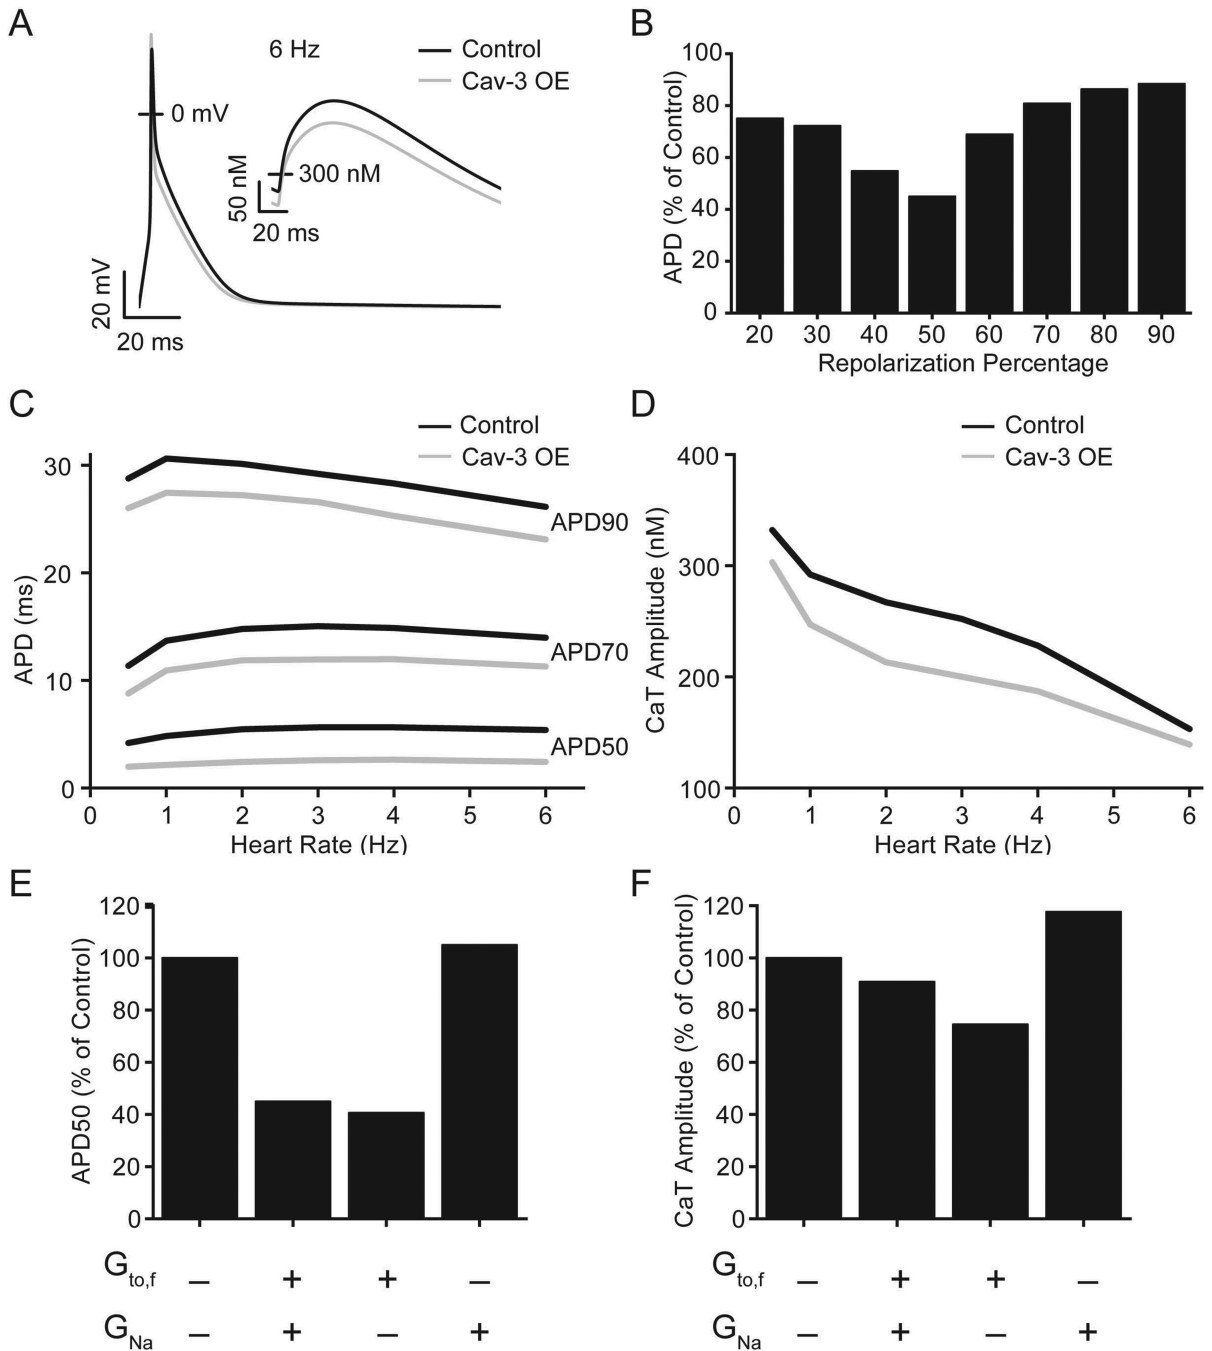 A
6 Hz
Control
Cav-3 OE
0 mV
300 nM
50 nM
20 ms
20 mV
20 ms
B
APD (% of Control)
100
80
60
40
20
0
20 30 40 50 60 70 80 90
Repolarization Percentage
C
Control
Cav-3 OE
APD (ms)
30
20
10
0
APD90
APD70
APD50
0 1 2 3 4 5 6
Heart Rate (Hz)
D
Control
Cav-3 OE
CaT Amplitude (nM)
400
300
200
100
0 1 2 3 4 5 6
Heart Rate (Hz)
E
APD50 (% of Control)
120
100
80
60
40
20
0
Gto,f – + + –
GNa – + – +
F
CaT Amplitude (% of Control)
120
100
80
60
40
20
0
Gto,f – + + –
GNa – + – +